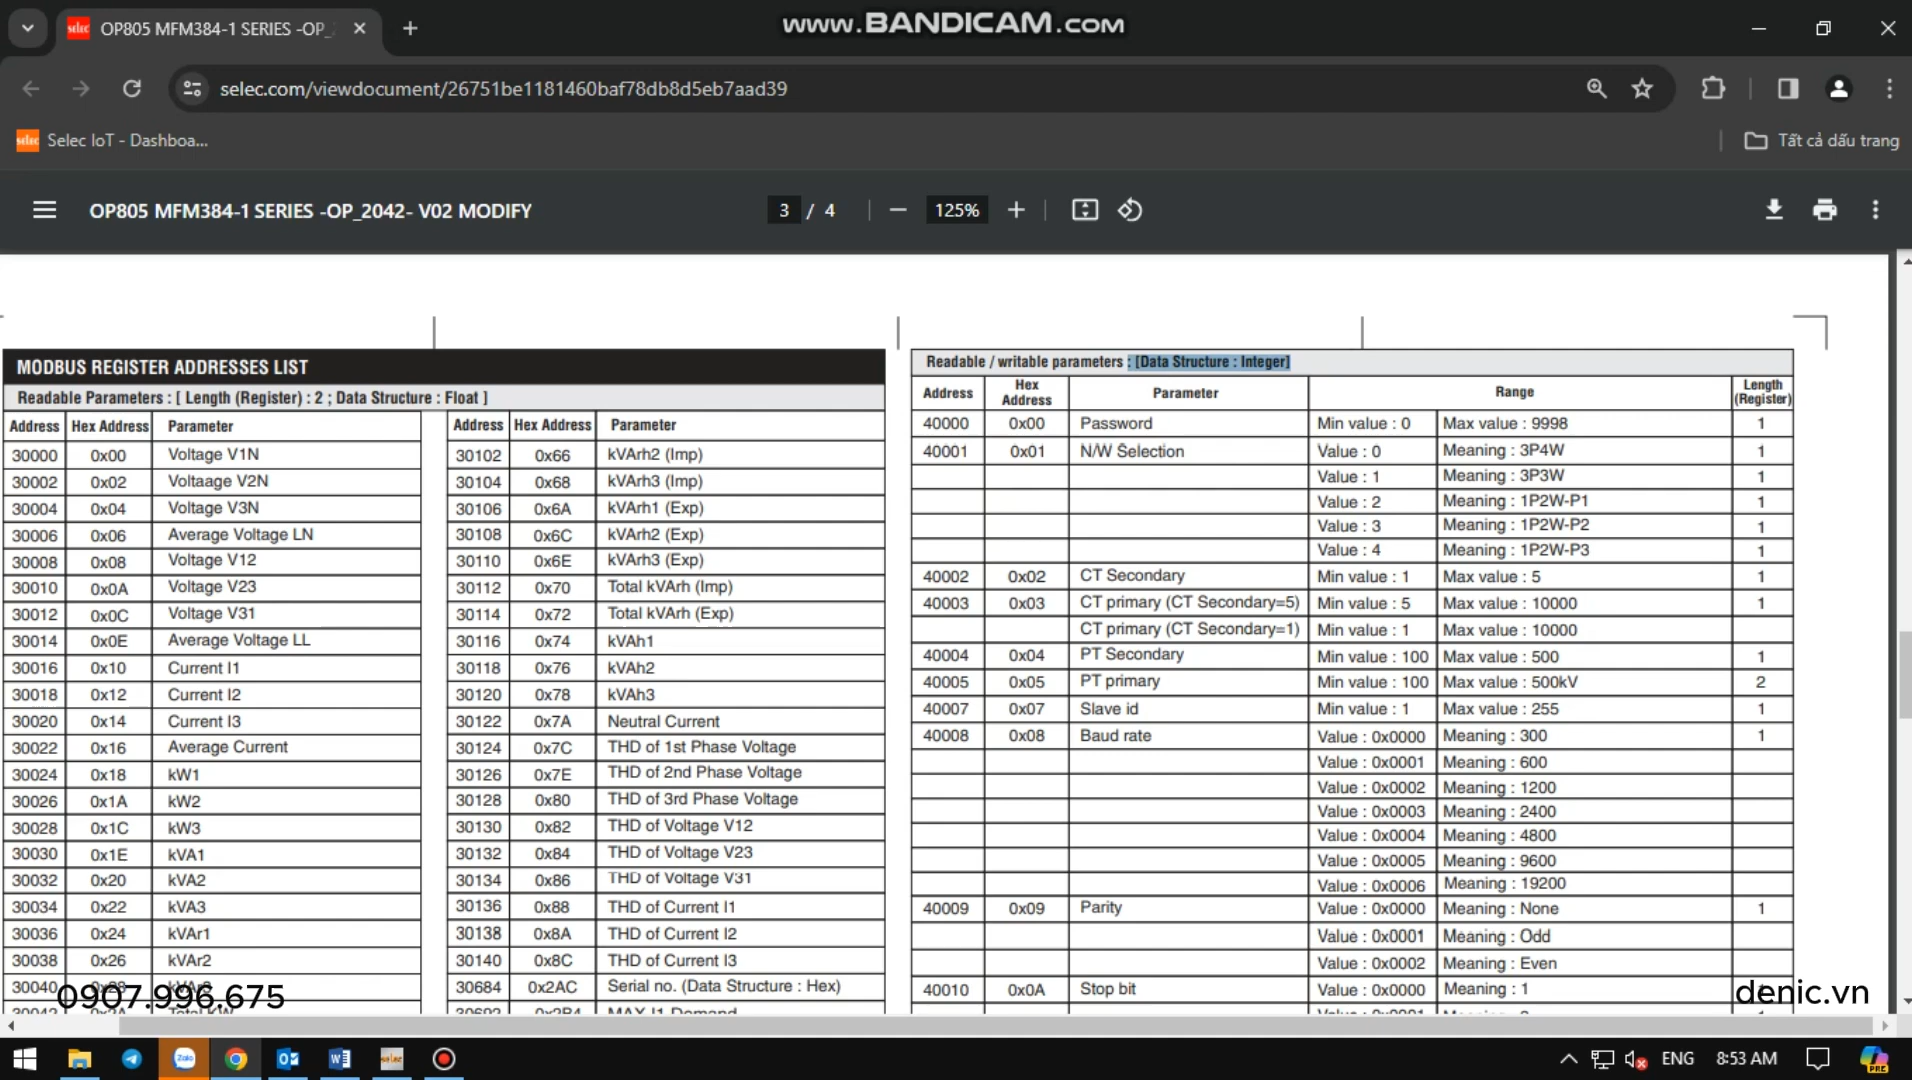 www.BANDICAM.com
OP805 MFM384-1 SERIES -OP_
selec.com/viewdocument/26751be1181460baf78db8d5eb7aad39
selec Selec IoT - Dashboa...
Tất cả dấu trang
OP805 MFM384-1 SERIES -OP_2042- V02 MODIFY
3 / 4
125%
MODBUS REGISTER ADDRESSES LIST
Readable Parameters : [ Length (Register) : 2 ; Data Structure : Float ]
Address Hex Address Parameter
30000 0x00 Voltage V1N
30002 0x02 Voltaage V2N
30004 0x04 Voltage V3N
30006 0x06 Average Voltage LN
30008 0x08 Voltage V12
30010 0x0A Voltage V23
30012 0x0C Voltage V31
30014 0x0E Average Voltage LL
30016 0x10 Current I1
30018 0x12 Current I2
30020 0x14 Current I3
30022 0x16 Average Current
30024 0x18 kW1
30026 0x1A kW2
30028 0x1C kW3
30030 0x1E kVA1
30032 0x20 kVA2
30034 0x22 kVA3
30036 0x24 kVAr1
30038 0x26 kVAr2
30040 0x28 kVAr3
30042 0x2A Total kW
Address Hex Address Parameter
30102 0x66 kVArh2 (Imp)
30104 0x68 kVArh3 (Imp)
30106 0x6A kVArh1 (Exp)
30108 0x6C kVArh2 (Exp)
30110 0x6E kVArh3 (Exp)
30112 0x70 Total kVArh (Imp)
30114 0x72 Total kVArh (Exp)
30116 0x74 kVAh1
30118 0x76 kVAh2
30120 0x78 kVAh3
30122 0x7A Neutral Current
30124 0x7C THD of 1st Phase Voltage
30126 0x7E THD of 2nd Phase Voltage
30128 0x80 THD of 3rd Phase Voltage
30130 0x82 THD of Voltage V12
30132 0x84 THD of Voltage V23
30134 0x86 THD of Voltage V31
30136 0x88 THD of Current I1
30138 0x8A THD of Current I2
30140 0x8C THD of Current I3
30684 0x2AC Serial no. (Data Structure : Hex)
30692 0x2B4 MAX I1 Demand
Readable / writable parameters : [Data Structure : Integer]
Address Hex Address Parameter Range Length (Register)
40000 0x00 Password Min value : 0 Max value : 9998 1
40001 0x01 N/W Selection Value : 0 Meaning : 3P4W 1
Value : 1 Meaning : 3P3W 1
Value : 2 Meaning : 1P2W-P1 1
Value : 3 Meaning : 1P2W-P2 1
Value : 4 Meaning : 1P2W-P3 1
40002 0x02 CT Secondary Min value : 1 Max value : 5 1
40003 0x03 CT primary (CT Secondary=5) Min value : 5 Max value : 10000 1
CT primary (CT Secondary=1) Min value : 1 Max value : 10000
40004 0x04 PT Secondary Min value : 100 Max value : 500 1
40005 0x05 PT primary Min value : 100 Max value : 500kV 2
40007 0x07 Slave id Min value : 1 Max value : 255 1
40008 0x08 Baud rate Value : 0x0000 Meaning : 300 1
Value : 0x0001 Meaning : 600
Value : 0x0002 Meaning : 1200
Value : 0x0003 Meaning : 2400
Value : 0x0004 Meaning : 4800
Value : 0x0005 Meaning : 9600
Value : 0x0006 Meaning : 19200
40009 0x09 Parity Value : 0x0000 Meaning : None 1
Value : 0x0001 Meaning : Odd
Value : 0x0002 Meaning : Even
40010 0x0A Stop bit Value : 0x0000 Meaning : 1
0907.996.675
denic.vn
Zalo
ENG 8:53 AM
PRE